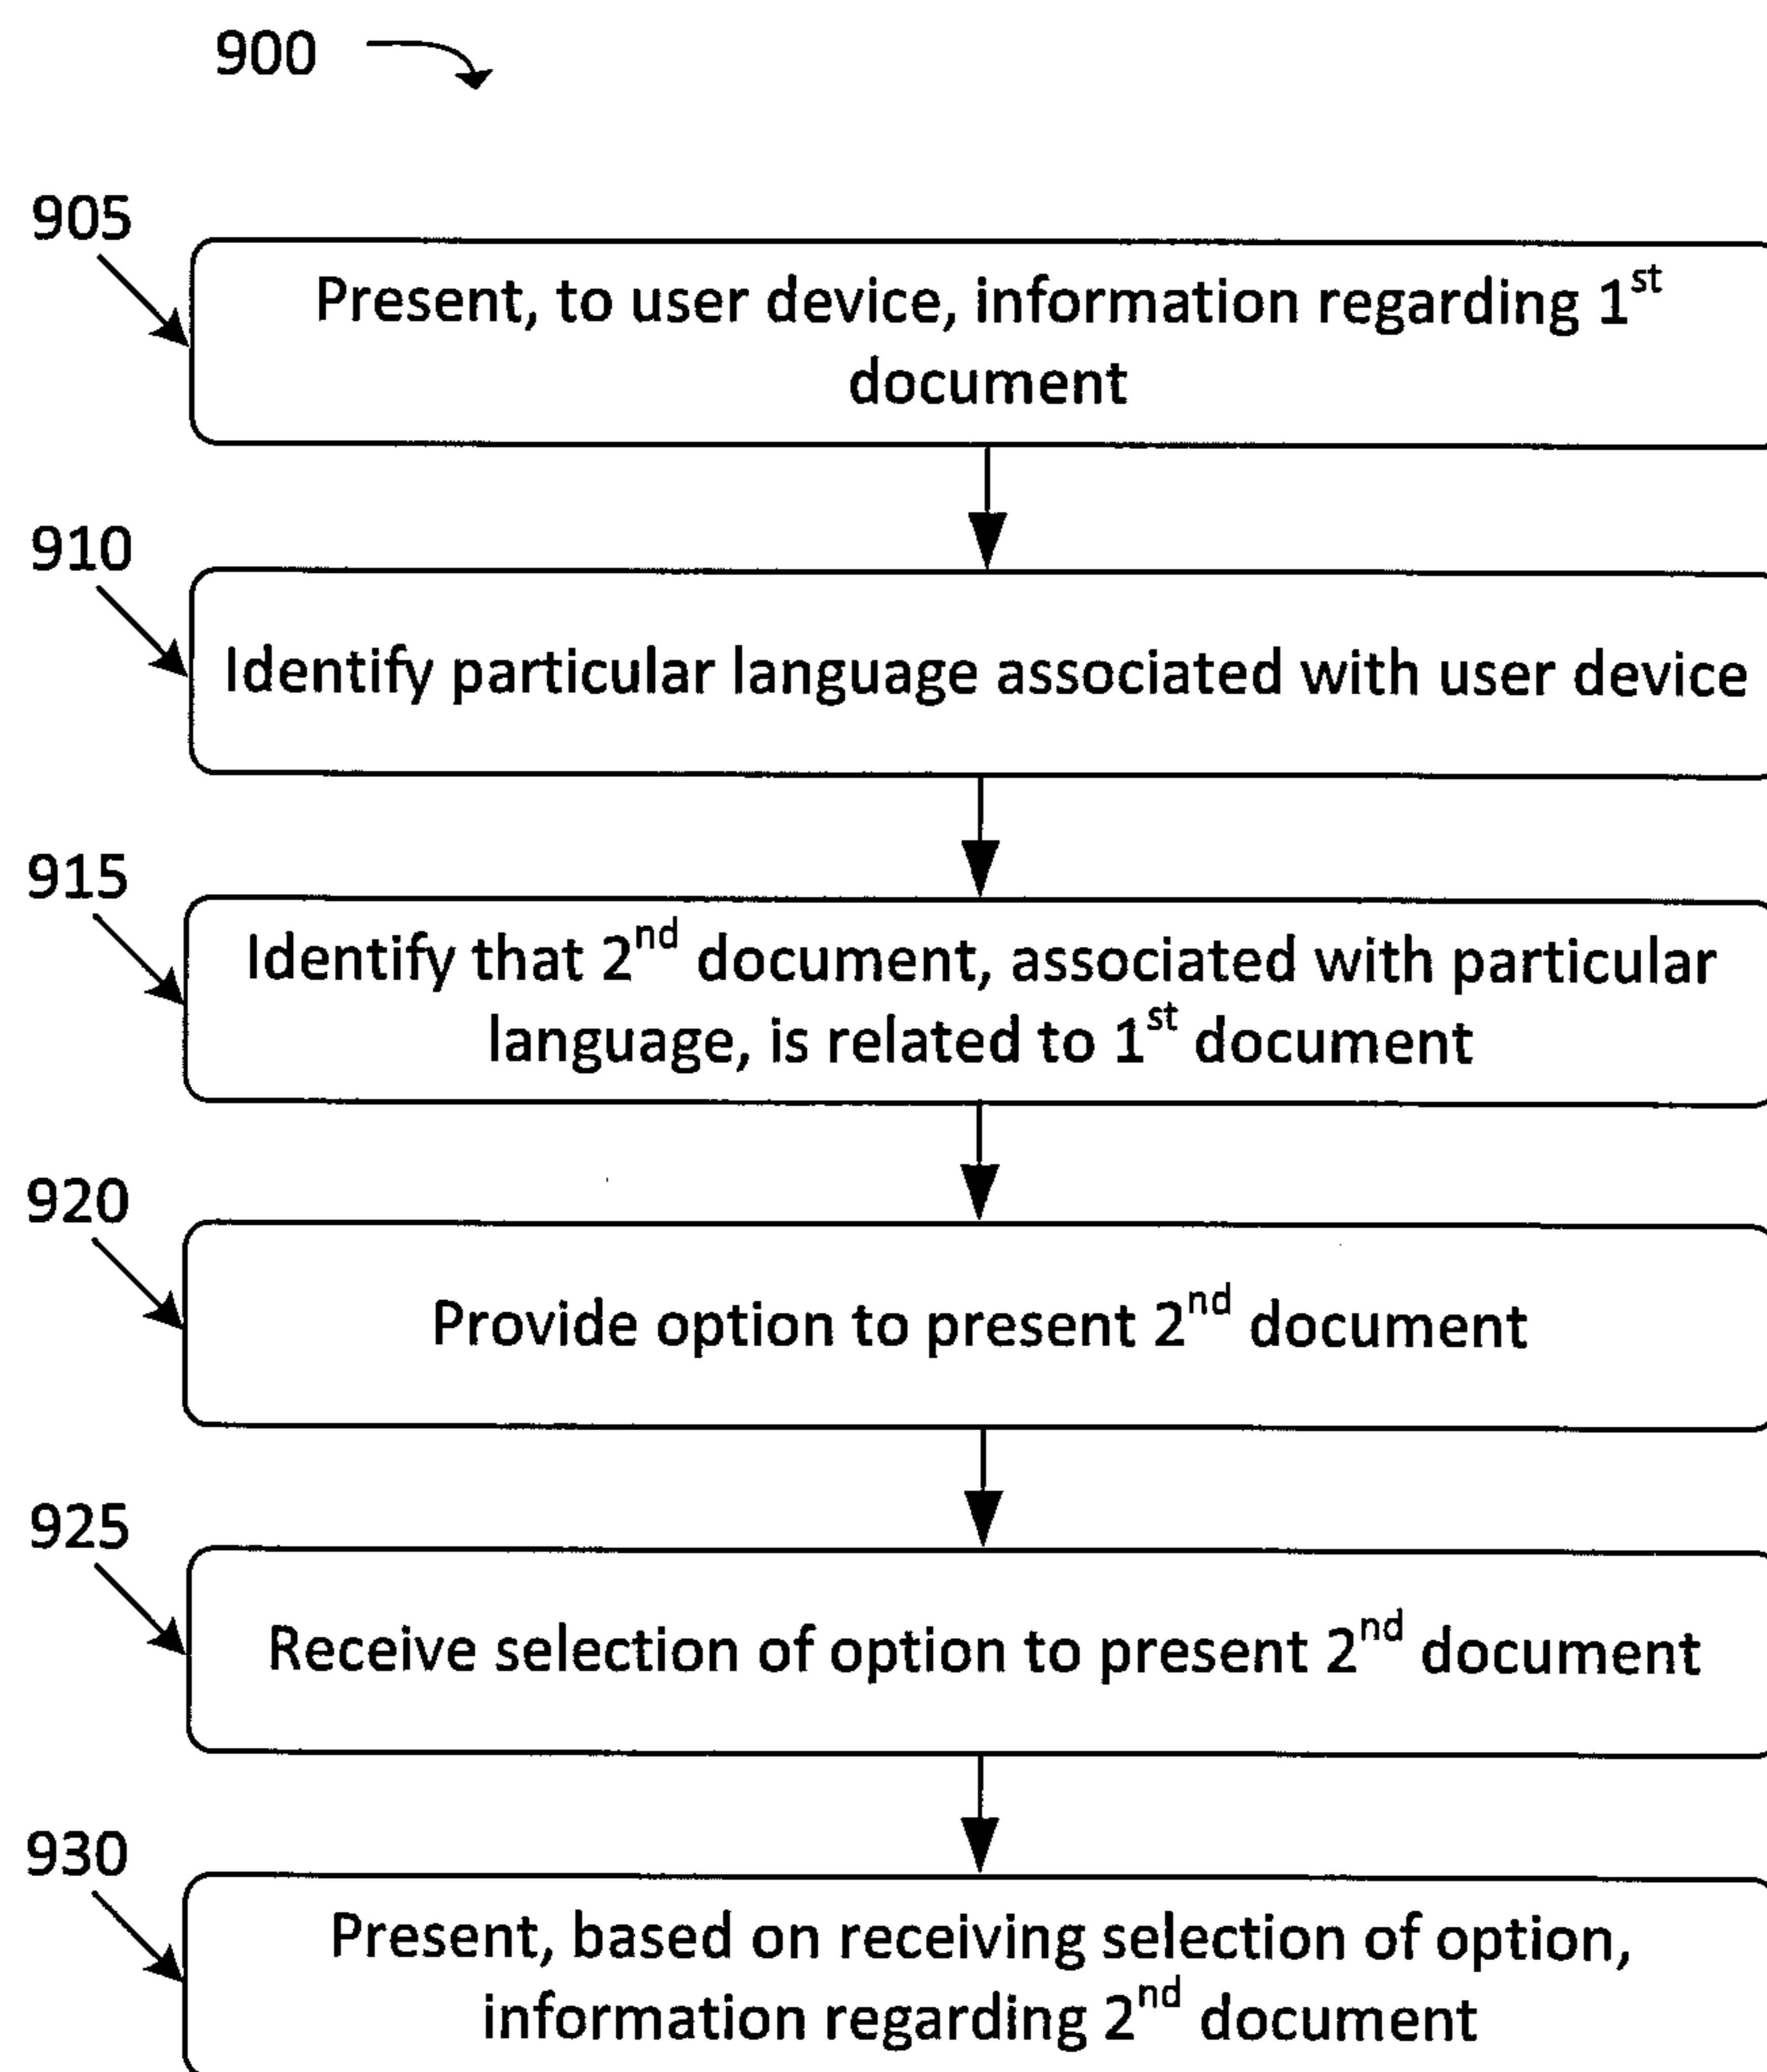 900
905
Present, to user device, information regarding 1st
document
910
Identify particular language associated with user device
915
Identify that 2nd document, associated with particular
language, is related to 1st document
920
Provide option to present 2nd document
925
Receive selection of option to present 2nd document
930
Present, based on receiving selection of option,
information regarding 2nd document